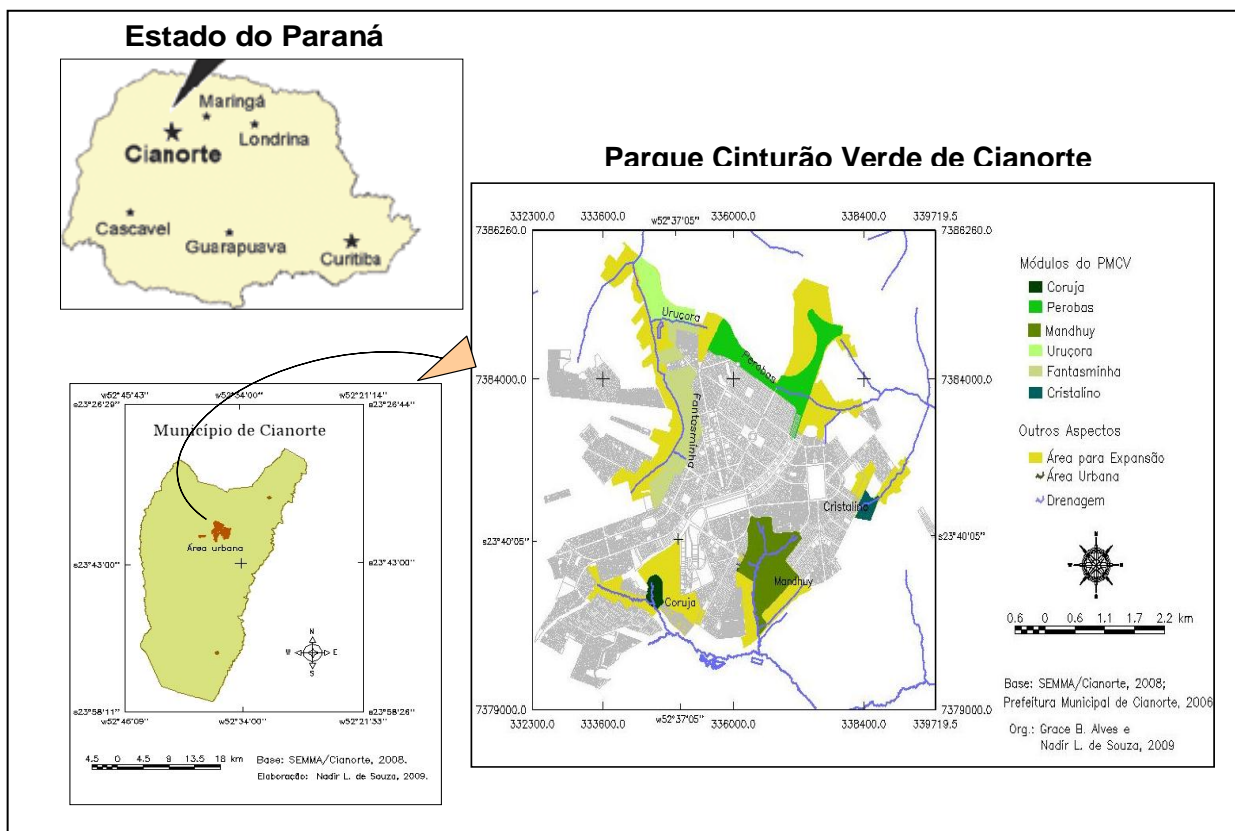 Estado do Paraná
Maringá
Londrina
Cianorte
Cascavel
Guarapuava
Curitiba
Parque Cinturão Verde de Cianorte
332300.0 333600.0 w52°37'05'' 336000.0 338400.0 339719.5
7386260.0 7386260.0
Uruçora
Perobas
7384000.0 7384000.0
Fantasminha
Cristalino
s23°40'05'' s23°40'05''
Mandhuy
Coruja
7379000.0 7379000.0
332300.0 333600.0 w52°37'05'' 336000.0 338400.0 339719.5
Módulos do PMCV
Coruja
Perobas
Mandhuy
Uruçora
Fantasminha
Cristalino
Outros Aspectos
Área para Expansão
Área Urbana
Drenagem
N
W E
S
0.6 0 0.6 1.1 1.7 2.2 km
Base: SEMMA/Cianorte, 2008;
Prefeitura Municipal de Cianorte, 2006
Org.: Grace B. Alves e
Nadir L. de Souza, 2009
w52°45'43'' w52°34'00'' w52°21'14''
s23°26'29'' s23°26'44''
Município de Cianorte
Área urbana
s23°43'00'' s23°43'00''
N
W E
S
s23°58'11'' s23°58'26''
w52°46'09'' w52°34'00'' w52°21'33''
4.5 0 4.5 9 13.5 18 km
Base: SEMMA/Cianorte, 2008.
Elaboração: Nadir L. de Souza, 2009.